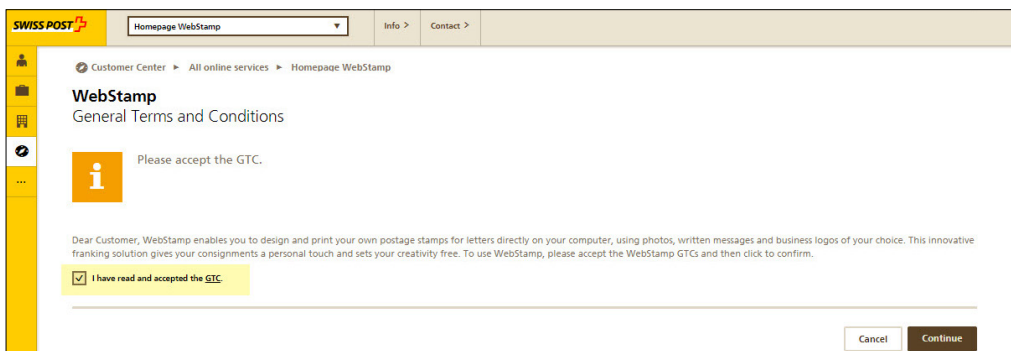 SWISS POST
Homepage WebStamp
Info >
Contact >
Customer Center ► All online services ► Homepage WebStamp
WebStamp
General Terms and Conditions
Please accept the GTC.
Dear Customer, WebStamp enables you to design and print your own postage stamps for letters directly on your computer, using photos, written messages and business logos of your choice. This innovative
franking solution gives your consignments a personal touch and sets your creativity free. To use WebStamp, please accept the WebStamp GTCs and then click to confirm.
I have read and accepted the GTC.
Cancel
Continue